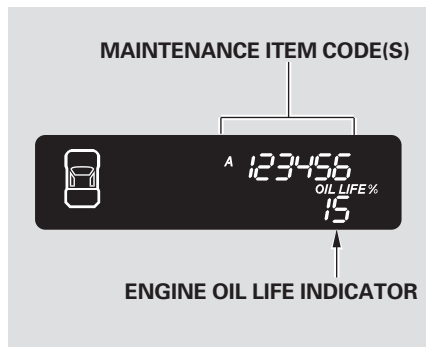 MAINTENANCE ITEM CODE(S)
A 123456
OIL LIFE %
15
ENGINE OIL LIFE INDICATOR